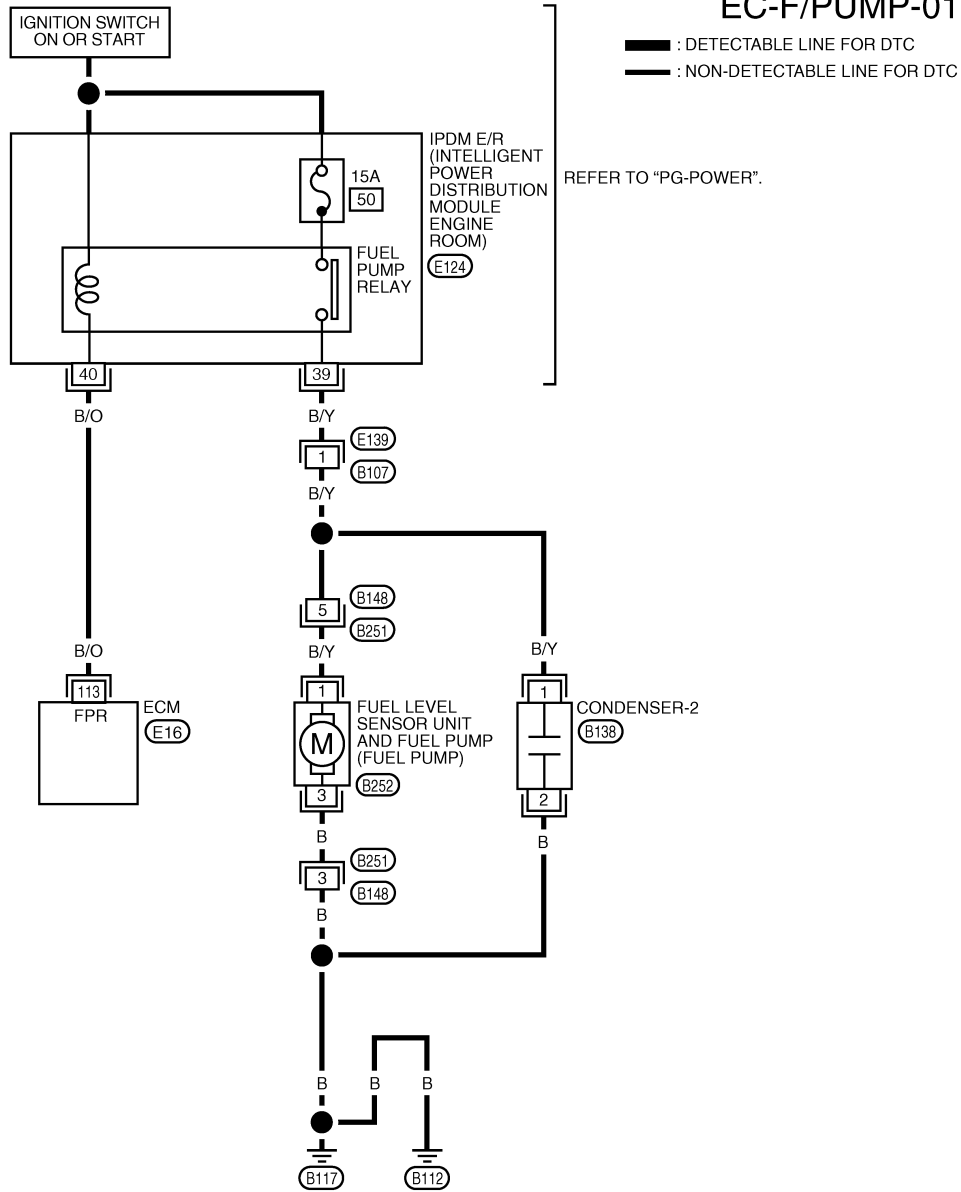 EC-F/PUMP-01
IGNITION SWITCH
ON OR START
: DETECTABLE LINE FOR DTC
: NON-DETECTABLE LINE FOR DTC
IPDM E/R
(INTELLIGENT
POWER
DISTRIBUTION
MODULE
ENGINE
ROOM)
E124
REFER TO “PG-POWER”.
15A
50
FUEL
PUMP
RELAY
40
39
B/O
B/Y
E139
1
B107
B/Y
B148
5
B251
B/O
B/Y
B/Y
113
FPR
ECM
E16
1
M
FUEL LEVEL
SENSOR UNIT
AND FUEL PUMP
(FUEL PUMP)
B252
3
1
CONDENSER-2
B138
2
B
B
B251
3
B148
B
B
B
B
B117
B112